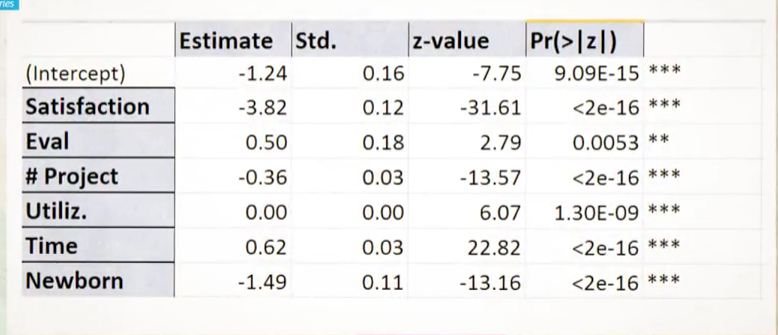 Estimate Std. z-value Pr(>|z|)
(Intercept) -1.24 0.16 -7.75 9.09E-15 ***
Satisfaction -3.82 0.12 -31.61 <2e-16 ***
Eval 0.50 0.18 2.79 0.0053 **
# Project -0.36 0.03 -13.57 <2e-16 ***
Utiliz. 0.00 0.00 6.07 1.30E-09 ***
Time 0.62 0.03 22.82 <2e-16 ***
Newborn -1.49 0.11 -13.16 <2e-16 ***